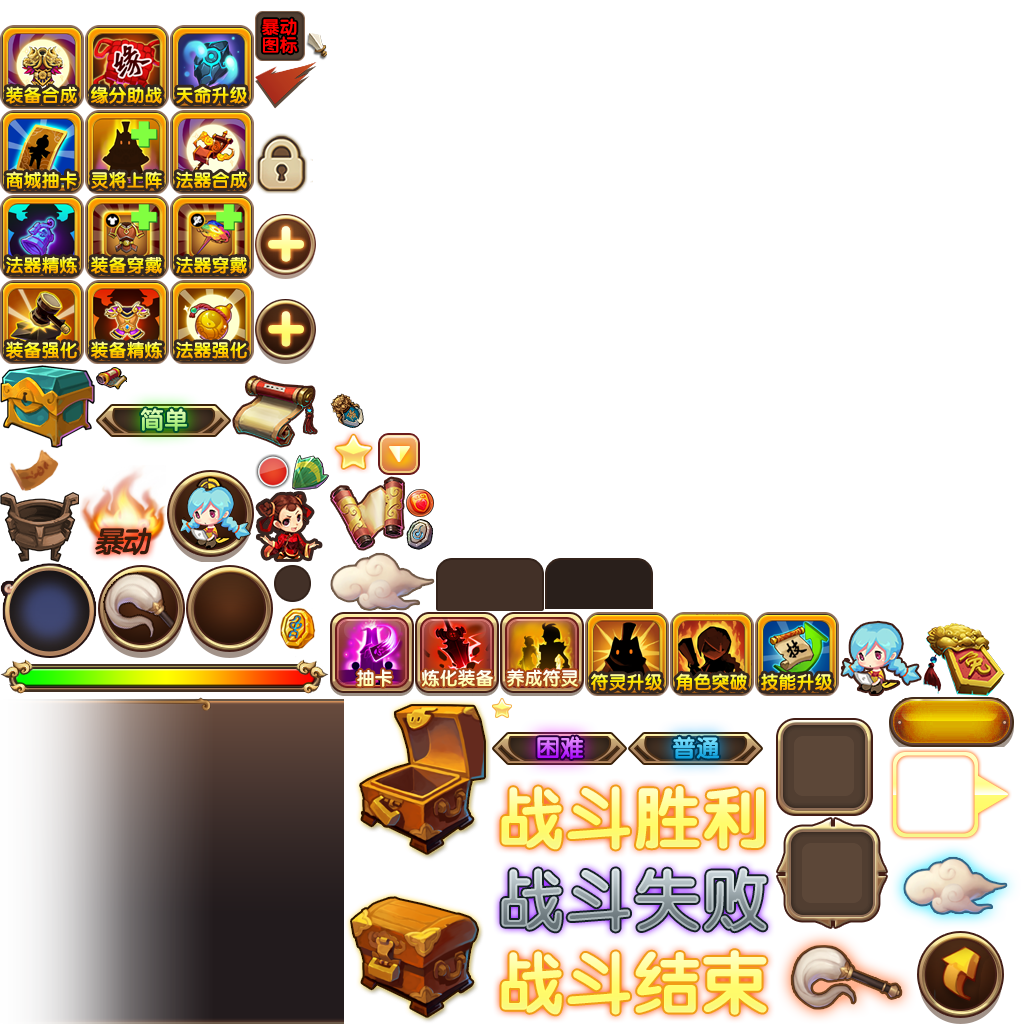 暴动
图标
装备合成
缘
缘分助战
天命升级
商城抽卡
灵将上阵
法器合成
法器精炼
装备穿戴
法器穿戴
装备强化
装备精炼
法器强化
简单
暴动
抽卡
炼化装备
养成符灵
符灵升级
角色突破
技
技能升级
免
困难
普通
战斗胜利
战斗失败
战斗结束